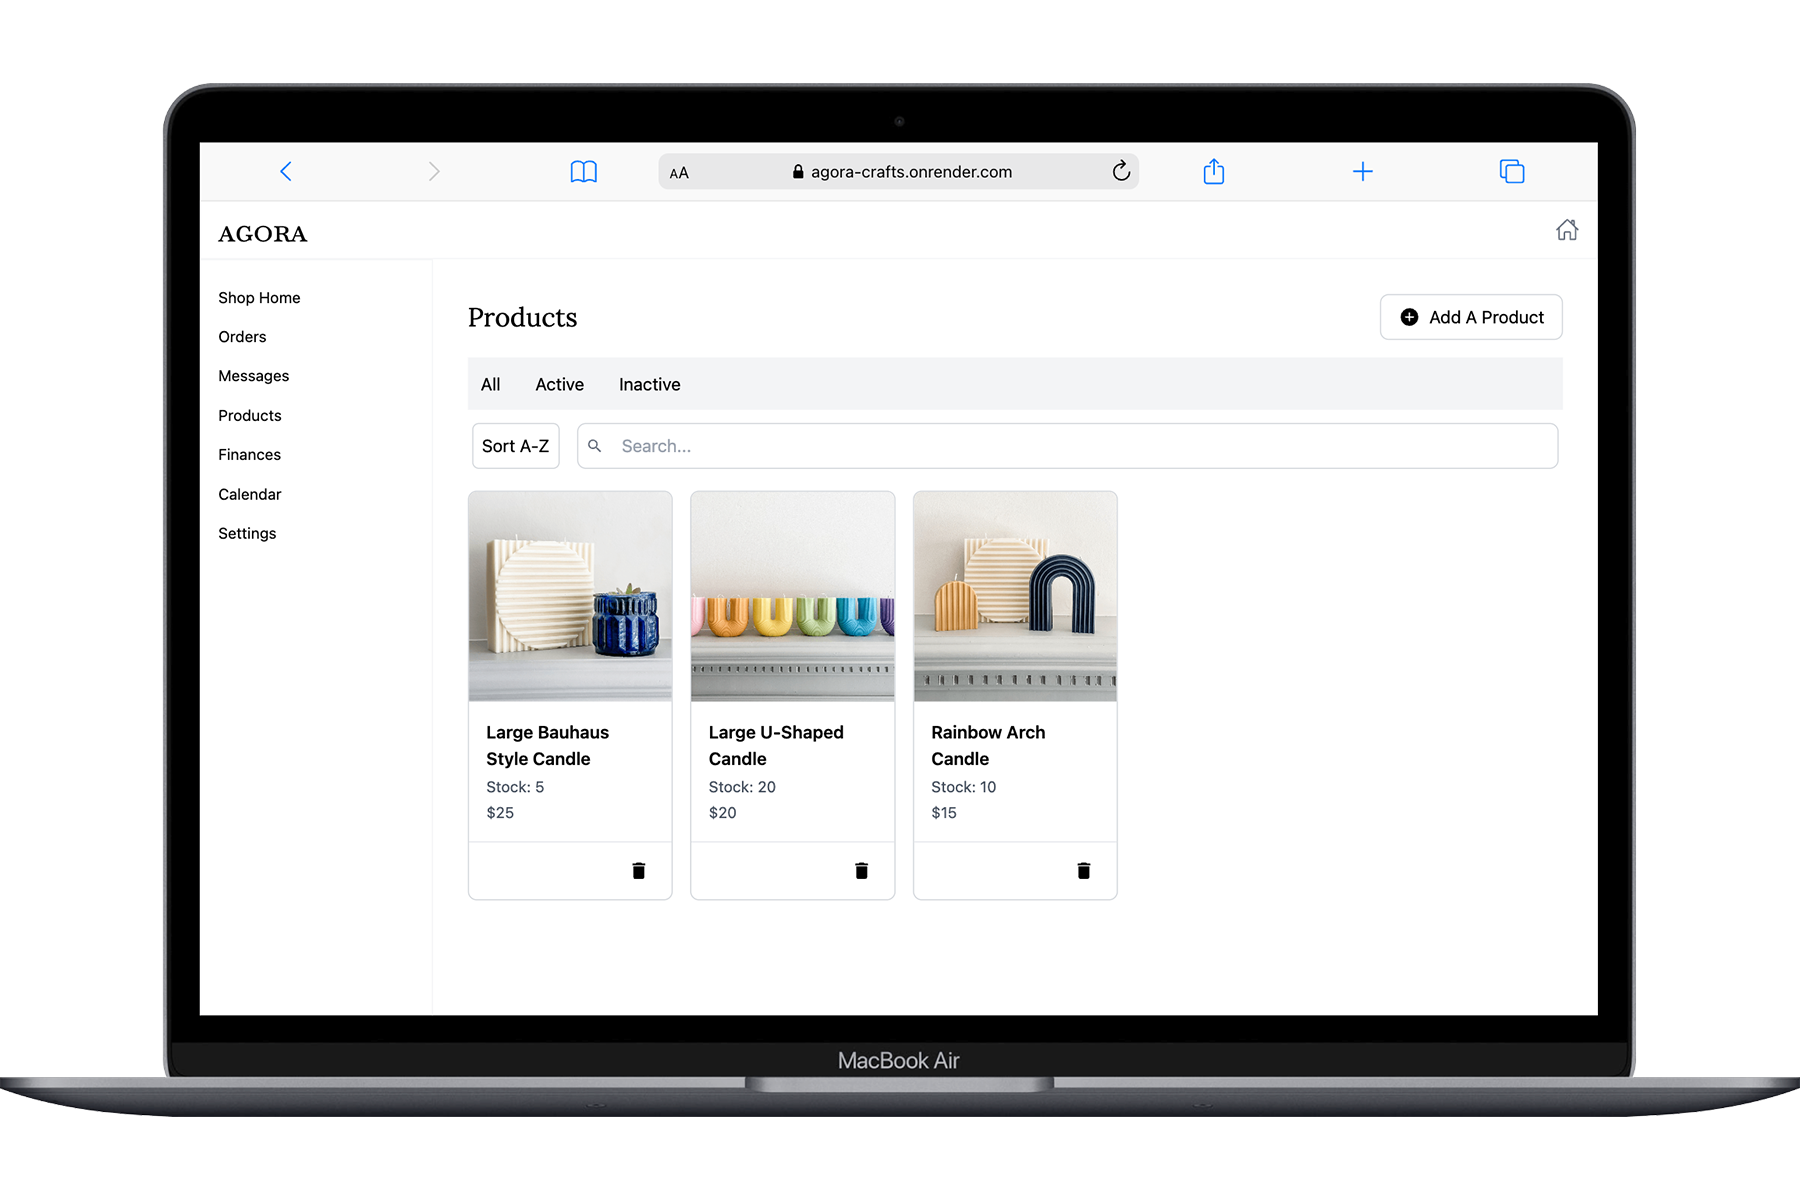 AA
agora-crafts.onrender.com
AGORA
Shop Home
Orders
Messages
Products
Finances
Calendar
Settings
Products
Add A Product
All Active Inactive
Sort A-Z
Search...
Large Bauhaus
Style Candle
Stock: 5
$25
Large U-Shaped
Candle
Stock: 20
$20
Rainbow Arch
Candle
Stock: 10
$15
MacBook Air